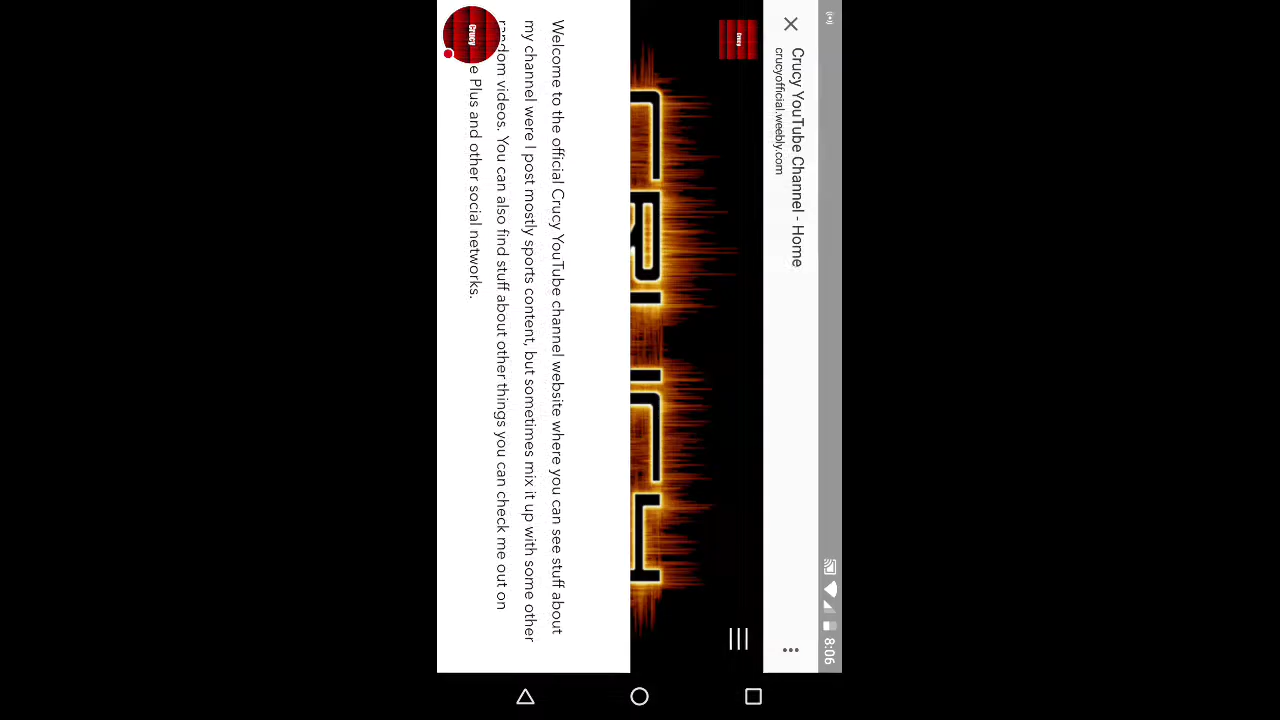 8:06
Crucy YouTube Channel - Home
crucyofficial.weebly.com
Crucy
CRUCY
Welcome to the official Crucy YouTube channel website where you can see stuff about
my channel were I post mostly sports content, but sometimes mix it up with some other
random videos. You can also find stuff about other things you can check me out on
e Plus and other social networks.
Crucy